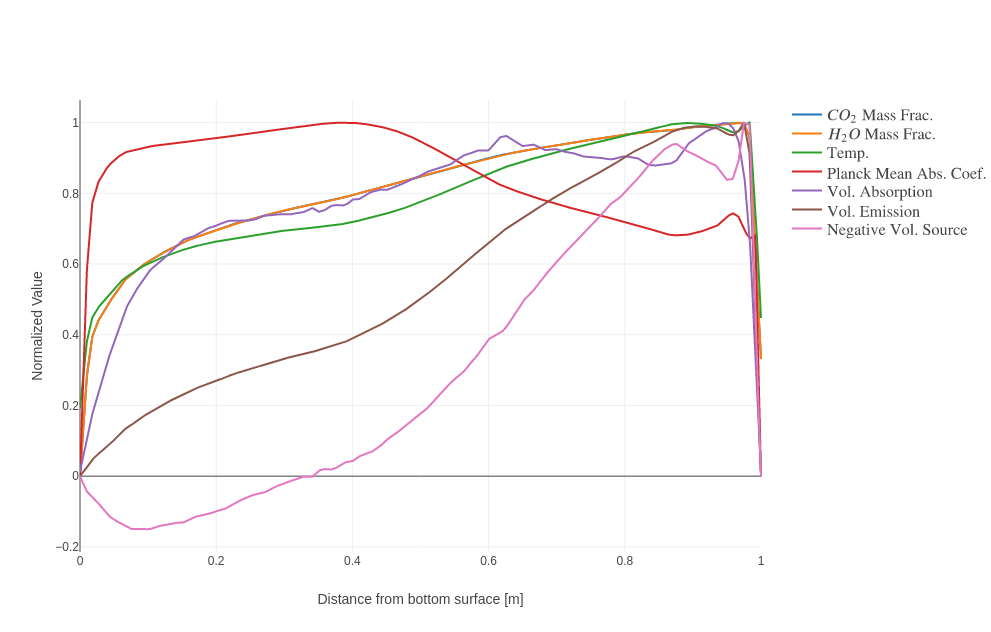 1
0.8
0.6
0.4
0.2
0
−0.2
0
0.2
0.4
0.6
0.8
1
Normalized Value
Distance from bottom surface [m]
CO₂ Mass Frac.
H₂O Mass Frac.
Temp.
Planck Mean Abs. Coef.
Vol. Absorption
Vol. Emission
Negative Vol. Source